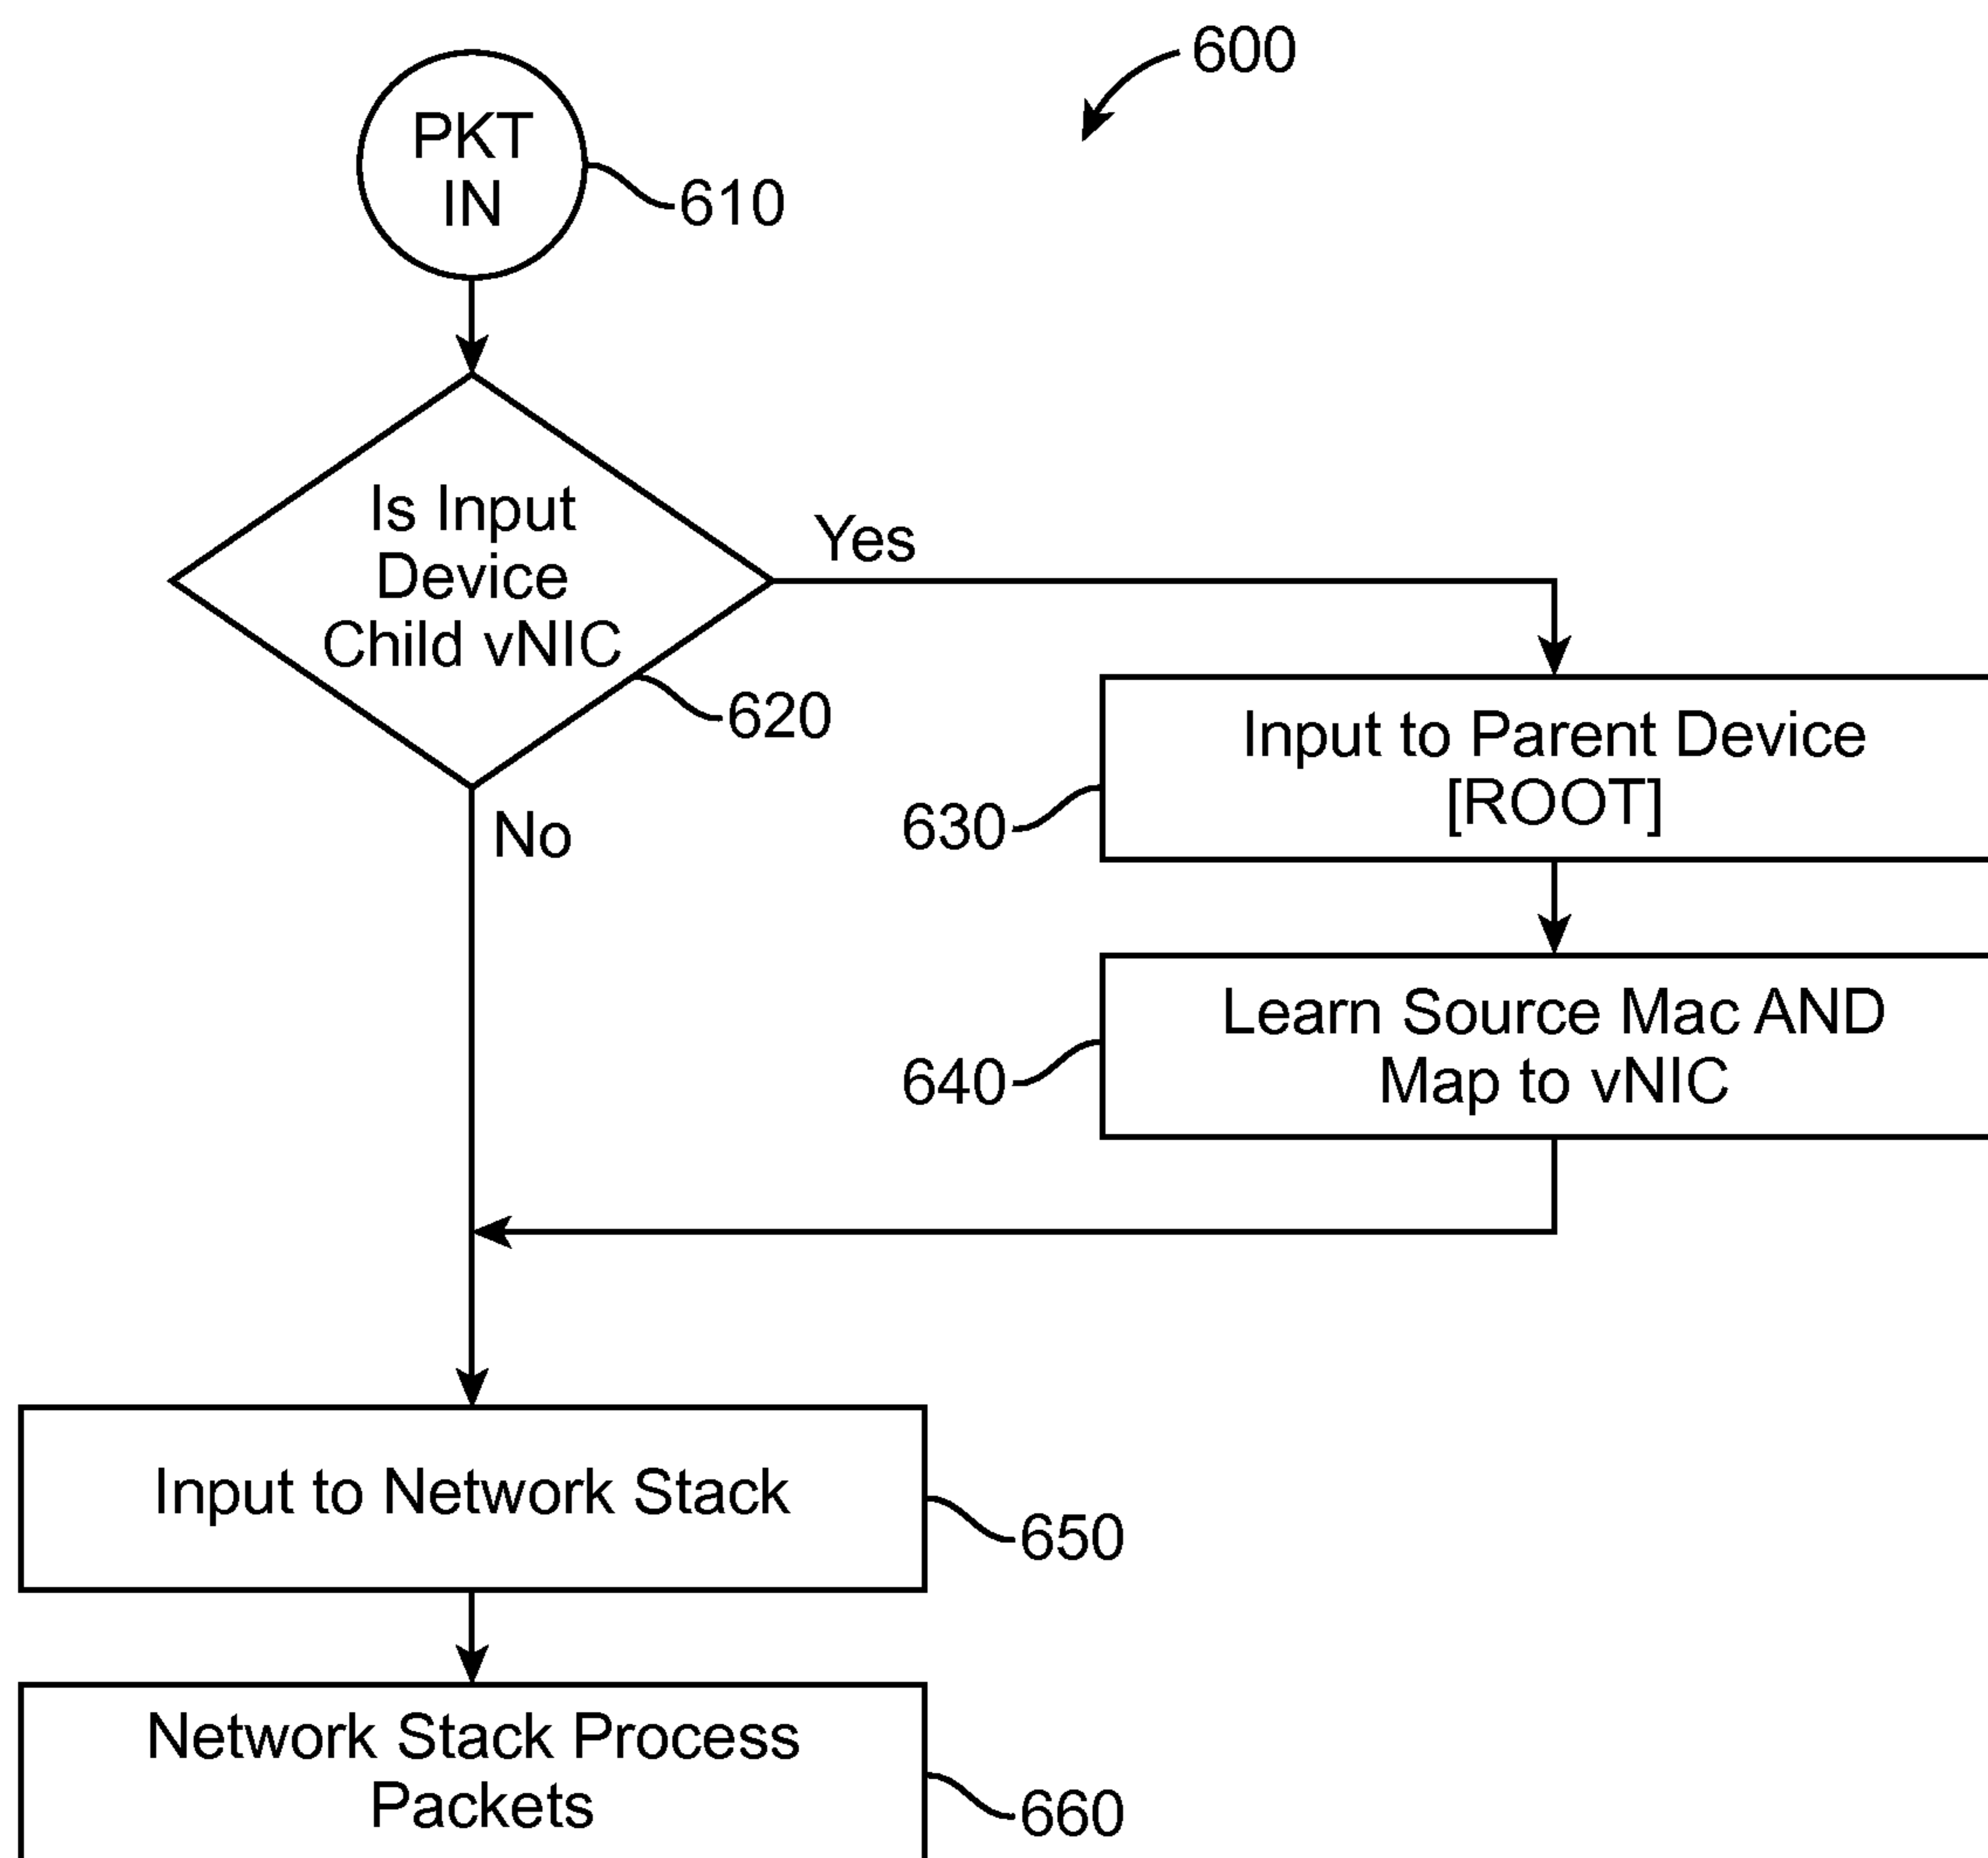 600
PKT
IN
610
Is Input
Device
Child vNIC
Yes
620
No
Input to Parent Device
[ROOT]
630
Learn Source Mac AND
Map to vNIC
640
Input to Network Stack
650
Network Stack Process
Packets
660